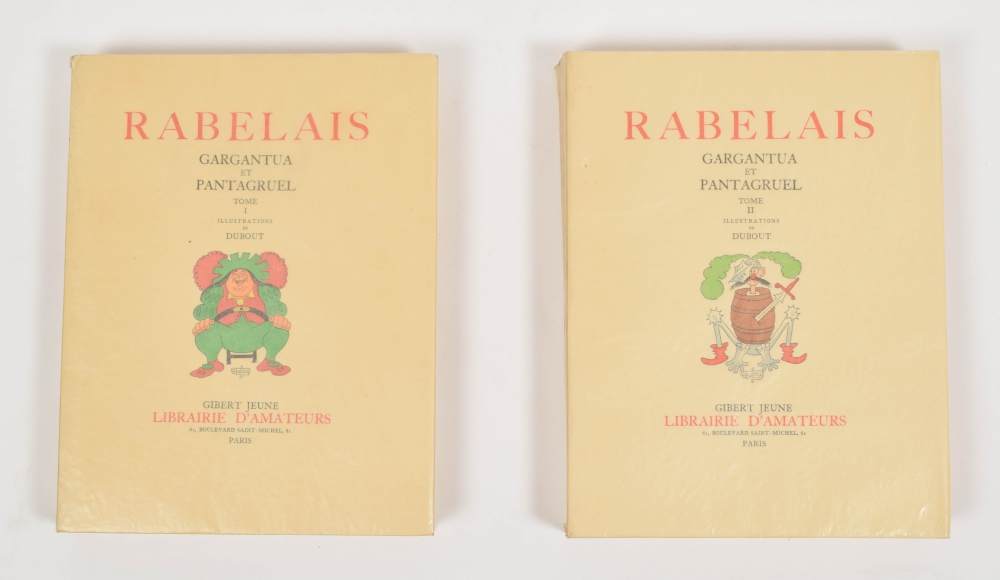 RABELAIS
GARGANTUA
ET
PANTAGRUEL
TOME
I
ILLUSTRATIONS
DE
DUBOUT
GIBERT JEUNE
LIBRAIRIE D'AMATEURS
61, BOULEVARD SAINT-MICHEL, 61
PARIS
RABELAIS
GARGANTUA
ET
PANTAGRUEL
TOME
II
ILLUSTRATIONS
DE
DUBOUT
GIBERT JEUNE
LIBRAIRIE D'AMATEURS
61, BOULEVARD SAINT-MICHEL, 61
PARIS